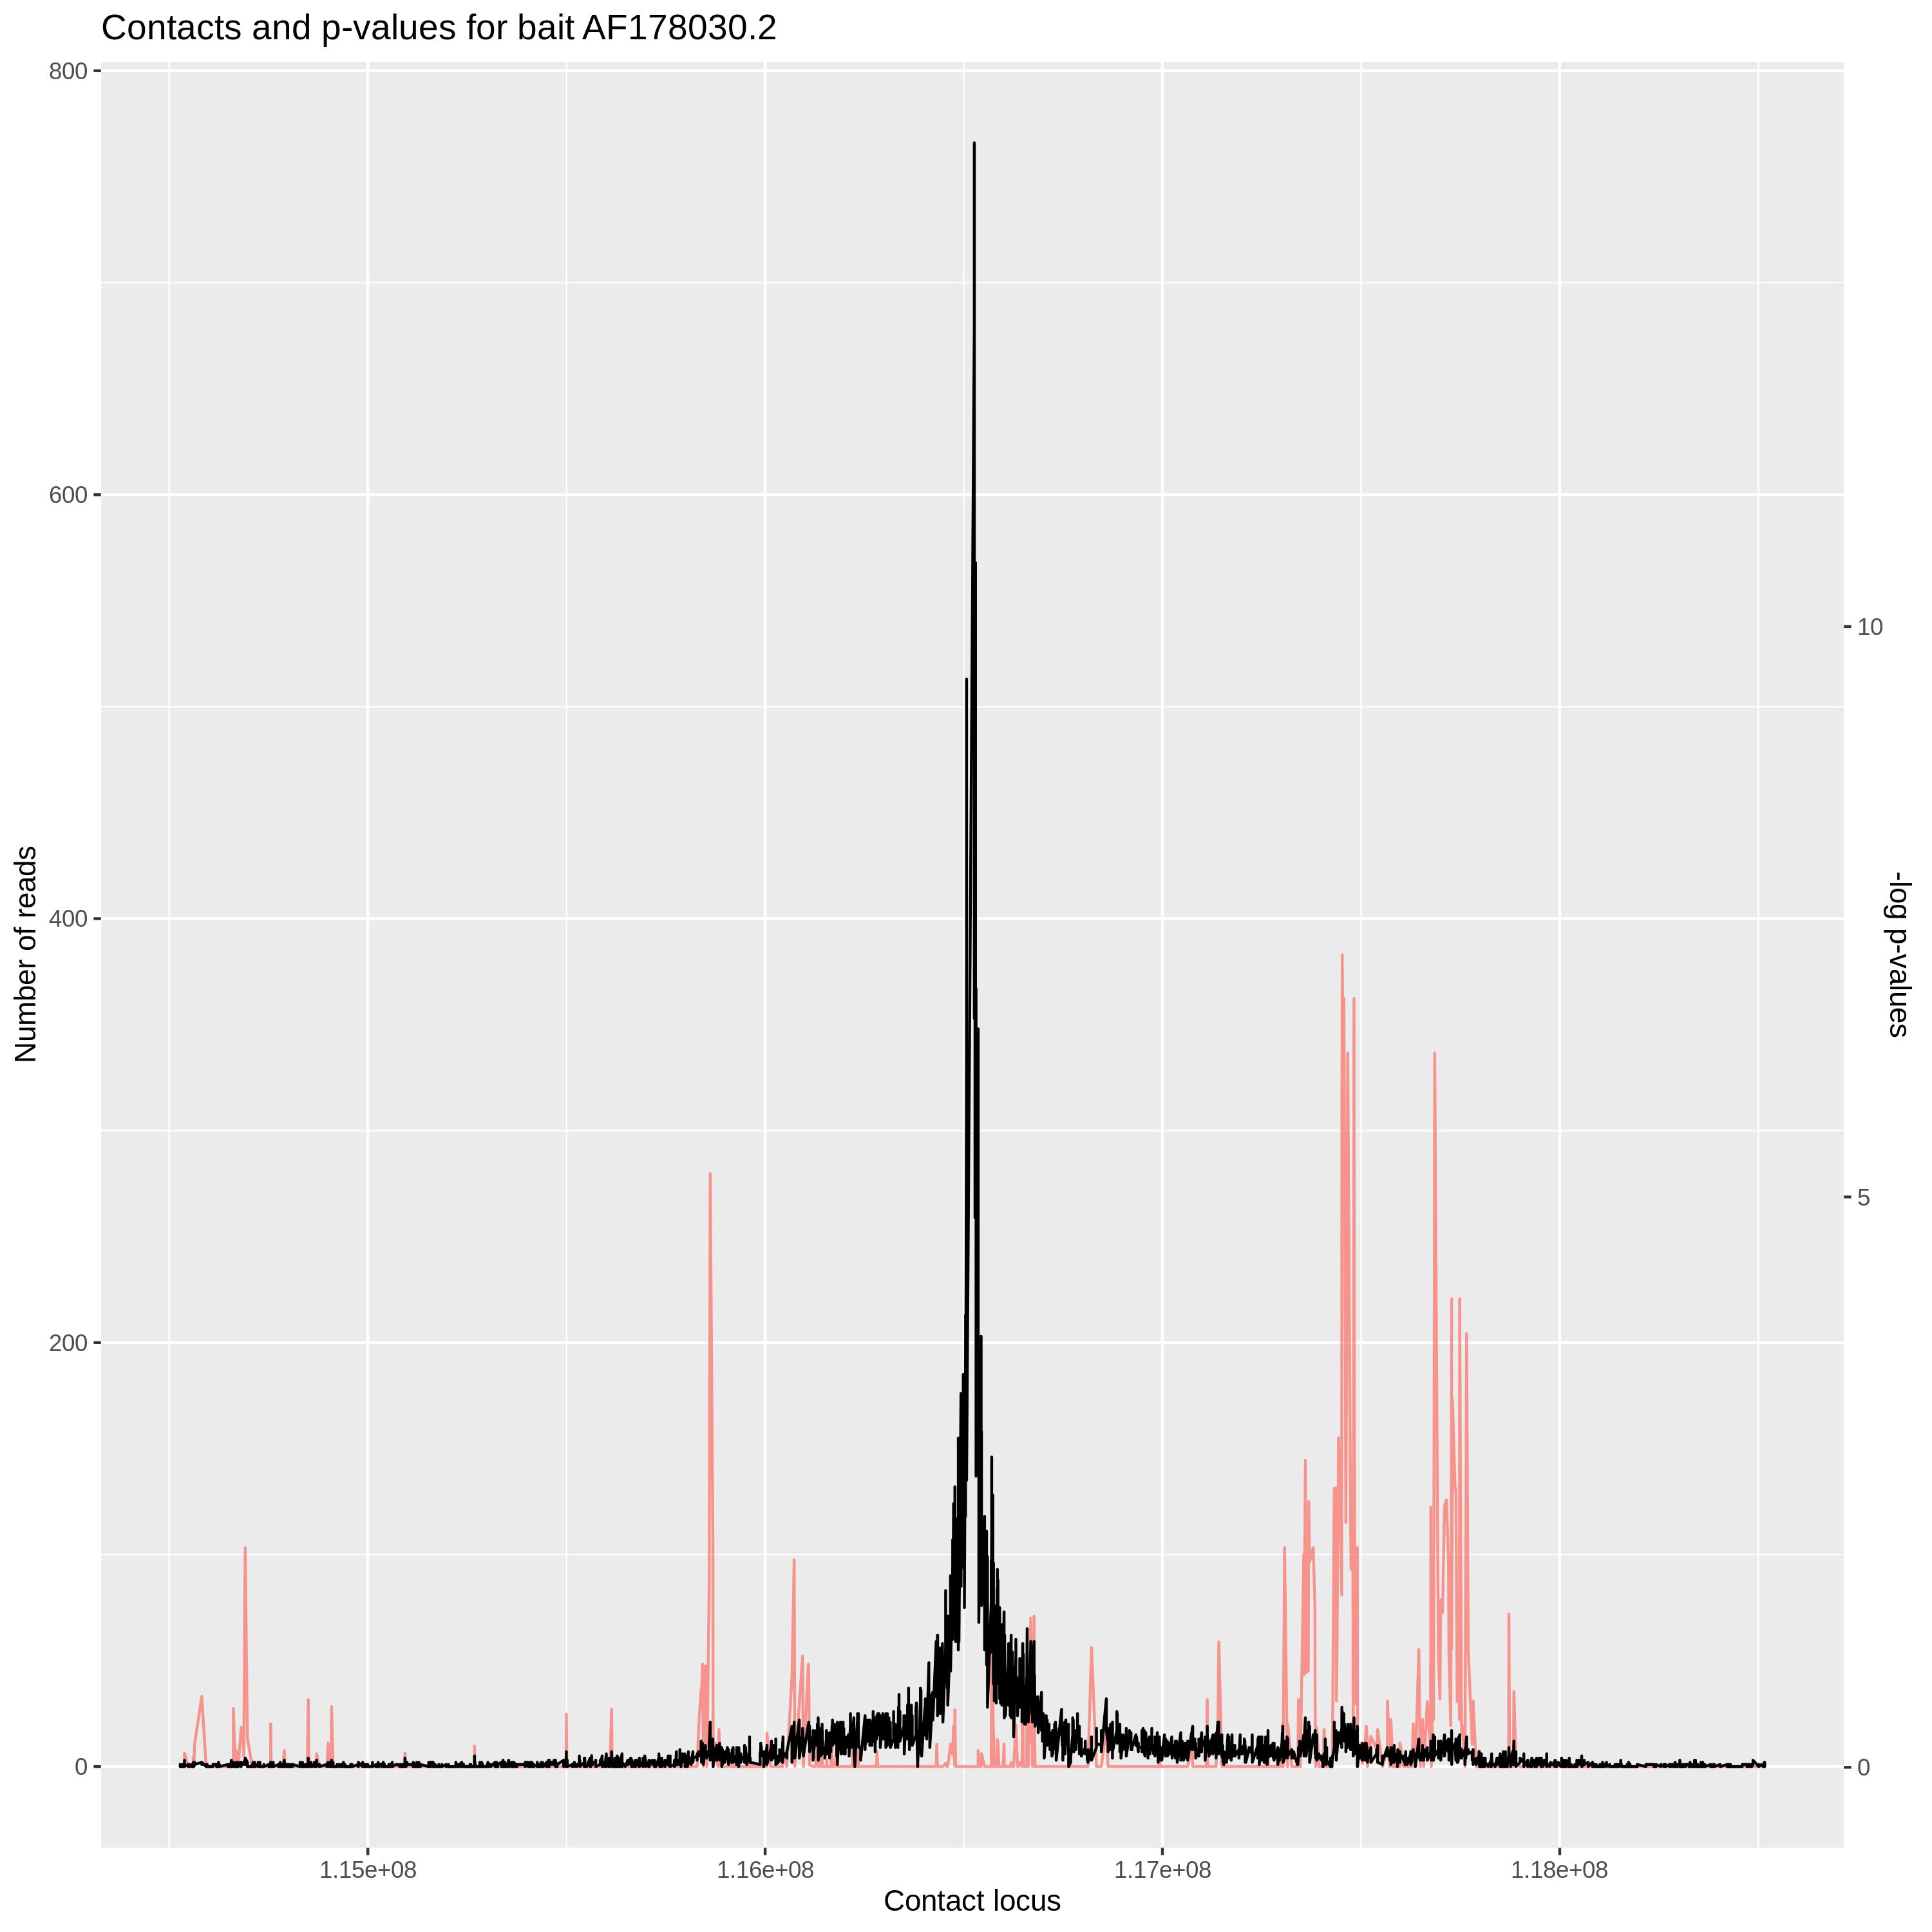 Contacts and p-values for bait AF178030.2
800
600
400
200
0
Number of reads
10
5
0
-log p-values
1.15e+08
1.16e+08
1.17e+08
1.18e+08
Contact locus